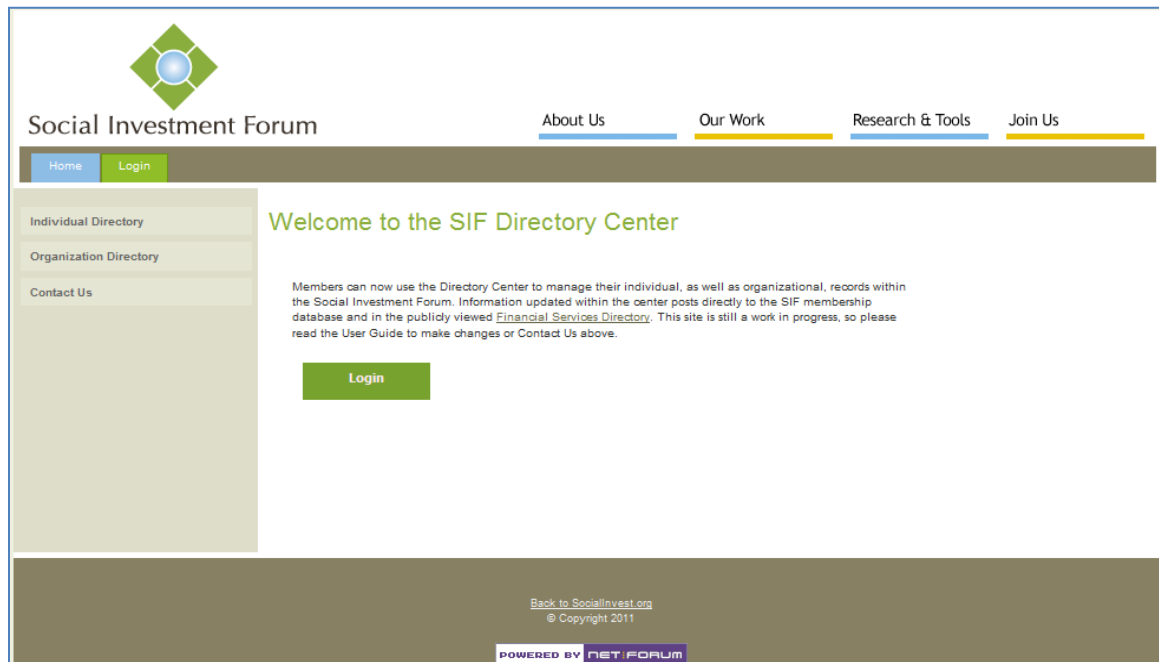 Social Investment Forum
About Us
Our Work
Research & Tools
Join Us
Home
Login
Individual Directory
Organization Directory
Contact Us
Welcome to the SIF Directory Center
Members can now use the Directory Center to manage their individual, as well as organizational, records within
the Social Investment Forum. Information updated within the center posts directly to the SIF membership
database and in the publicly viewed Financial Services Directory. This site is still a work in progress, so please
read the User Guide to make changes or Contact Us above.
Login
Back to SocialInvest.org
© Copyright 2011
POWERED BY NET:FORUM